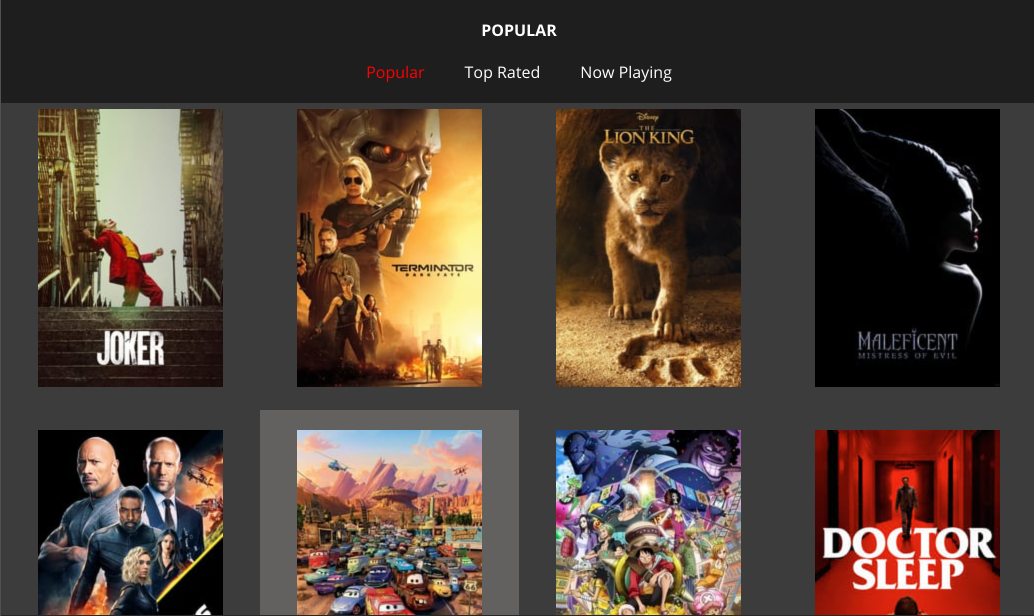 POPULAR
Popular Top Rated Now Playing
JOKER
TERMINATOR
DARK FATE
Disney
THE
LION KING
MALEFICENT
MISTRESS OF EVIL
DOCTOR
SLEEP